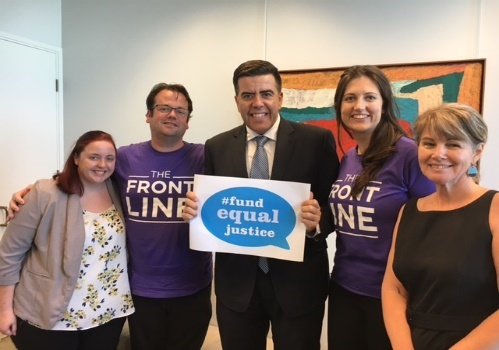 THE
FRONT
LINE
#fund
equal
justice
THE
FRONT
LINE